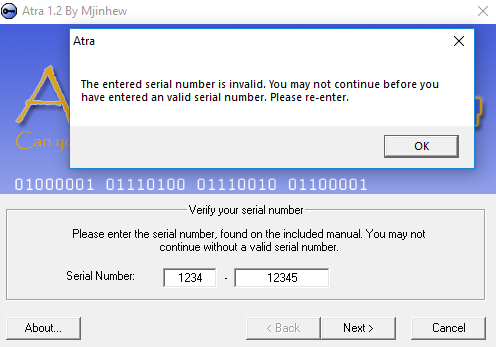 Atra 1.2 By Mjinhew
Atra
The entered serial number is invalid. You may not continue before you
have entered an valid serial number. Please re-enter.
OK
01000001 01110100 01110010 01100001
Verify your serial number
Please enter the serial number, found on the included manual. You may not
continue without a valid serial number.
Serial Number: 1234 - 12345
About... < Back Next > Cancel